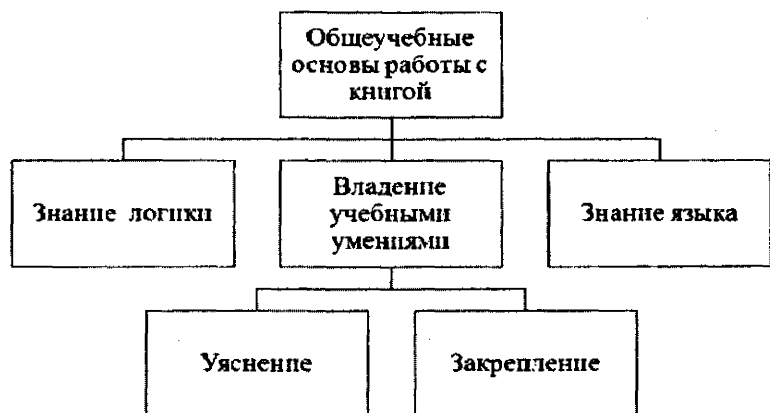 Общеучебные
основы работы с
книгой
Знание логики
Владение
учебными
умениями
Знание языка
Уяснение
Закрепление